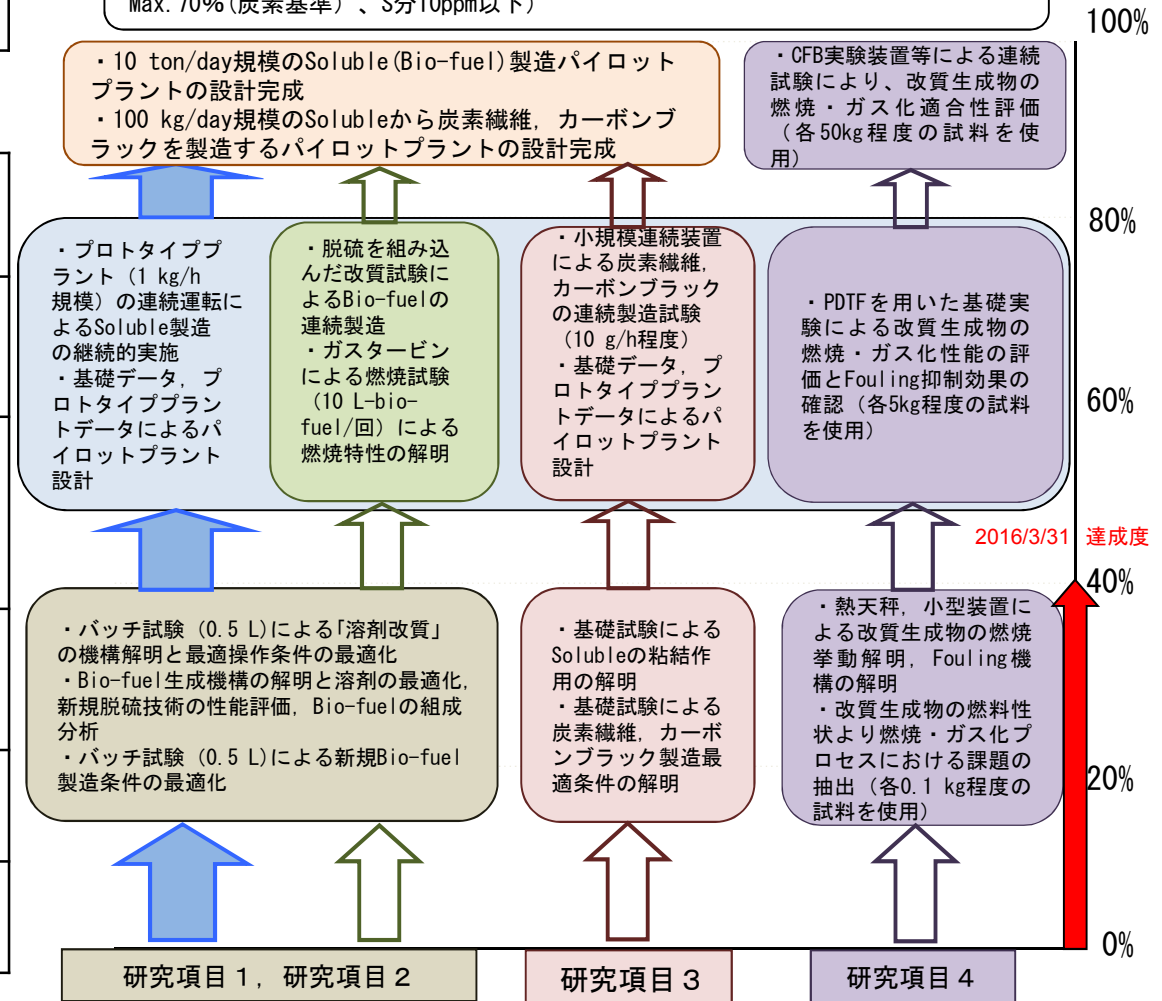 Max.70%(炭素基準）、S分10ppm以下）
100%
・10 ton/day規模のSoluble(Bio-fuel)製造パイロット
プラントの設計完成
・100 kg/day規模のSolubleから炭素繊維，カーボンブ
ラックを製造するパイロットプラントの設計完成
・CFB実験装置等による連続
試験により、改質生成物の
燃焼・ガス化適合性評価
（各50kg程度の試料を使
用）
80%
・プロトタイププ
ラント（1 kg/h
規模）の連続運転に
よるSoluble製造
の継続的実施
・基礎データ，プ
ロトタイププラン
トデータによるパ
イロットプラント
設計
・脱硫を組み込
んだ改質試験に
よるBio-fuelの
連続製造
・ガスタービン
による燃焼試験
（10 L-bio-
fuel/回）による
燃焼特性の解明
・小規模連続装置
による炭素繊維，
カーボンブラック
の連続製造試験
（10 g/h程度）
・基礎データ，プ
ロトタイププラン
トデータによるパ
イロットプラント
設計
・PDTFを用いた基礎実
験による改質生成物の
燃焼・ガス化性能の評
価とFouling抑制効果の
確認（各5kg程度の試料
を使用）
60%
2016/3/31 達成度
40%
・バッチ試験（0.5 L)による「溶剤改質」
の機構解明と最適操作条件の最適化
・Bio-fuel生成機構の解明と溶剤の最適化，
新規脱硫技術の性能評価，Bio-fuelの組成
分析
・バッチ試験（0.5 L)による新規Bio-fuel
製造条件の最適化
・基礎試験による
Solubleの粘結作
用の解明
・基礎試験による
炭素繊維，カーボ
ンブラック製造最
適条件の解明
・熱天秤，小型装置に
よる改質生成物の燃焼
挙動解明，Fouling機
構の解明
・改質生成物の燃料性
状より燃焼・ガス化プ
ロセスにおける課題の
抽出（各0.1 kg程度の
試料を使用）
20%
0%
研究項目１，研究項目２
研究項目３
研究項目４